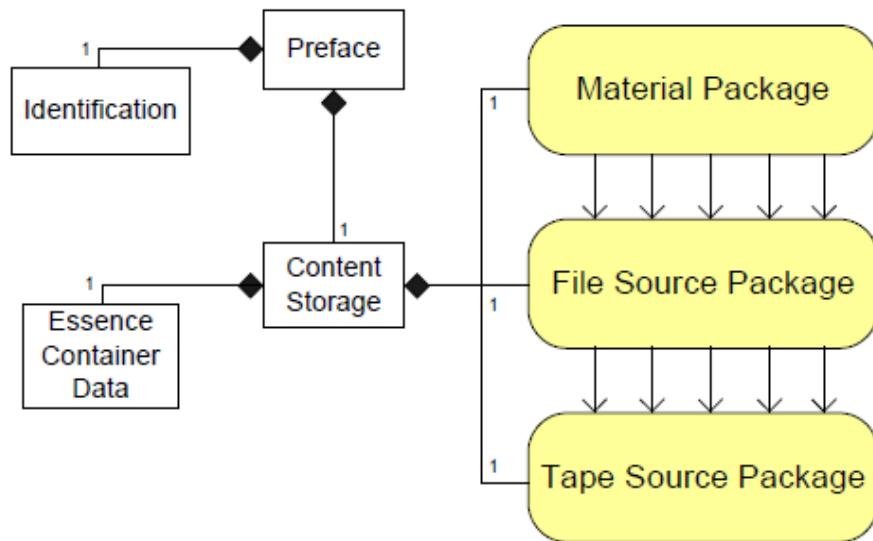 1
Preface
Identification
1
Material Package
1
Content
Storage
1
Essence
Container
Data
1
File Source Package
1
Tape Source Package